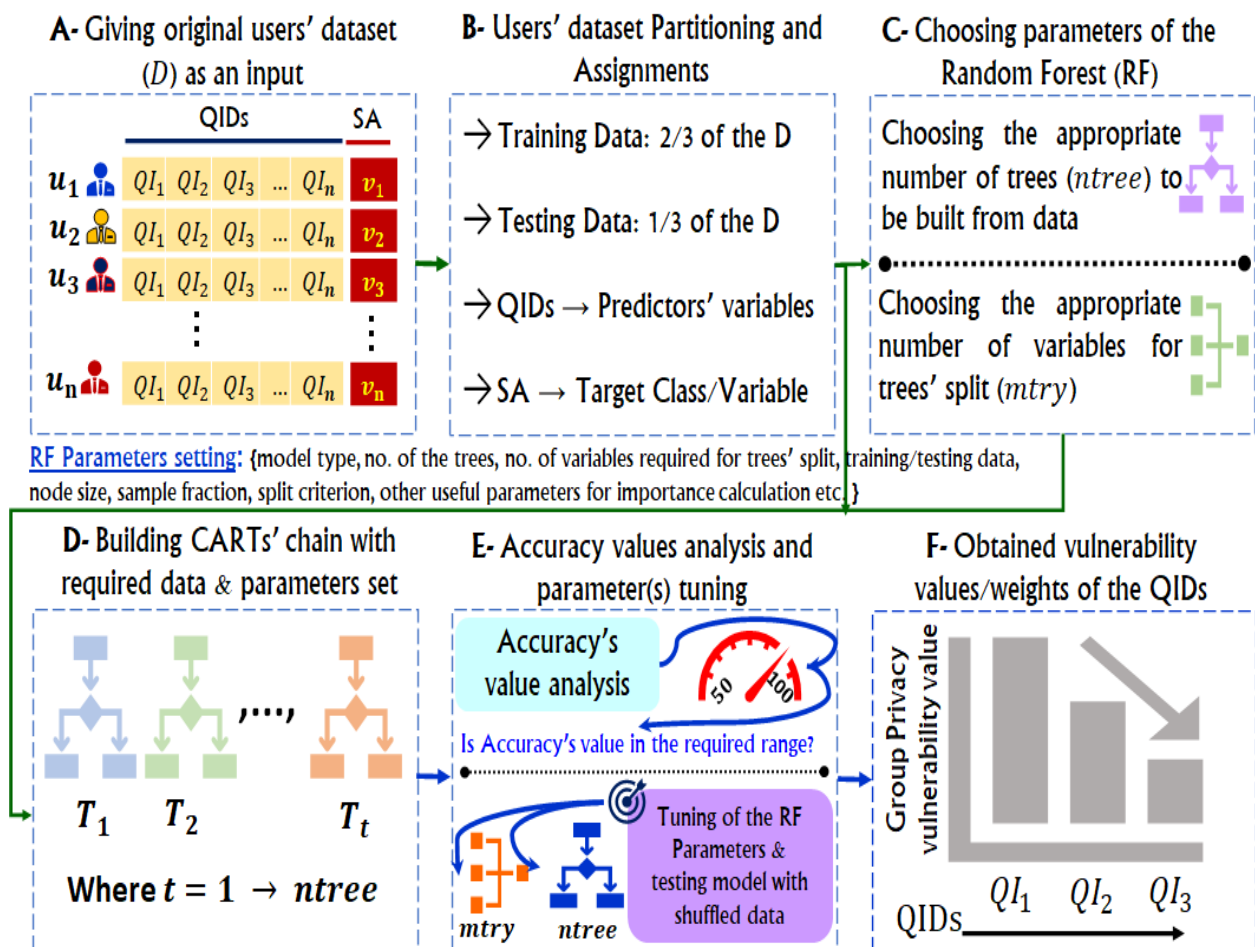 A- Giving original users' dataset
(D) as an input
QIDs SA
u1 QI1 QI2 QI3 ... QIn v1
u2 QI1 QI2 QI3 ... QIn v2
u3 QI1 QI2 QI3 ... QIn v3
⋮ ⋮
un QI1 QI2 QI3 ... QIn vn
B- Users' dataset Partitioning and
Assignments
→ Training Data: 2/3 of the D
→ Testing Data: 1/3 of the D
→ QIDs → Predictors' variables
→ SA → Target Class/Variable
C- Choosing parameters of the
Random Forest (RF)
Choosing the appropriate
number of trees (ntree) to
be built from data
Choosing the appropriate
number of variables for
trees' split (mtry)
RF Parameters setting: {model type, no. of the trees, no. of variables required for trees' split, training/testing data,
node size, sample fraction, split criterion, other useful parameters for importance calculation etc. }
D- Building CARTs' chain with
required data & parameters set
,....,
T1 T2 Tt
Where t = 1 → ntree
E- Accuracy values analysis and
parameter(s) tuning
Accuracy's
value analysis
50 100
Is Accuracy's value in the required range?
Tuning of the RF
Parameters &
testing model with
shuffled data
mtry ntree
F- Obtained vulnerability
values/weights of the QIDs
Group Privacy
vulnerability value
QI1 QI2 QI3
QIDs